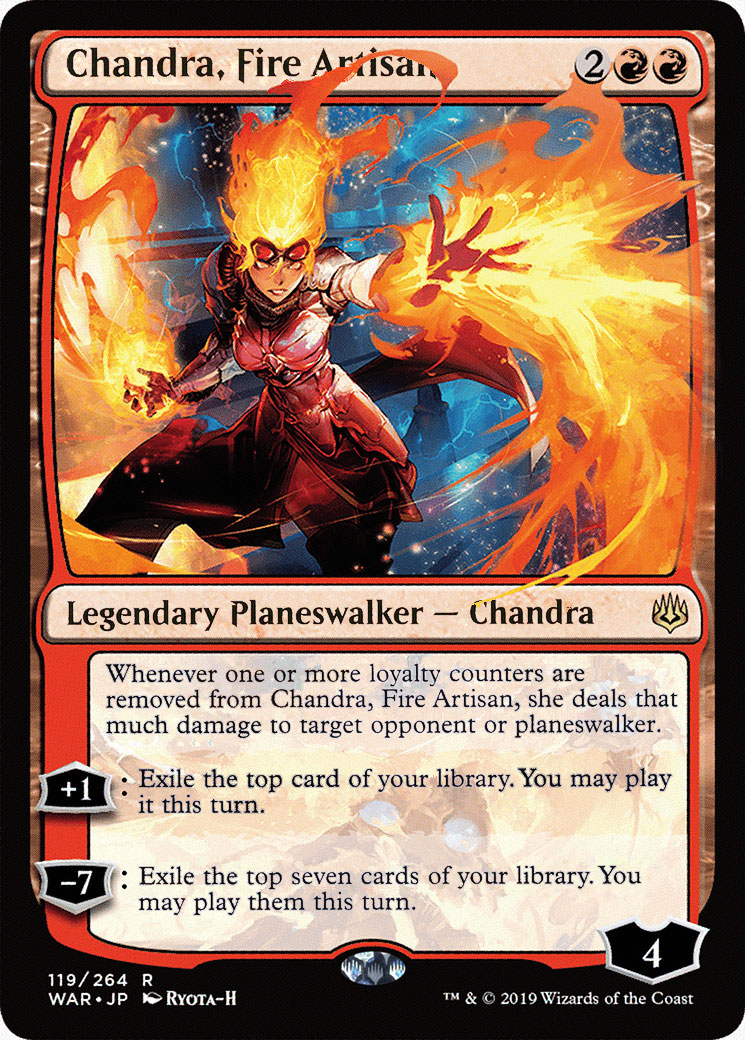 Chandra, Fire Artisan
2
Legendary Planeswalker — Chandra
Whenever one or more loyalty counters are
removed from Chandra, Fire Artisan, she deals that
much damage to target opponent or planeswalker.
+1 : Exile the top card of your library. You may play
it this turn.
−7 : Exile the top seven cards of your library. You
may play them this turn.
4
119/264 R
WAR • JP Ryota-H
™ & © 2019 Wizards of the Coast